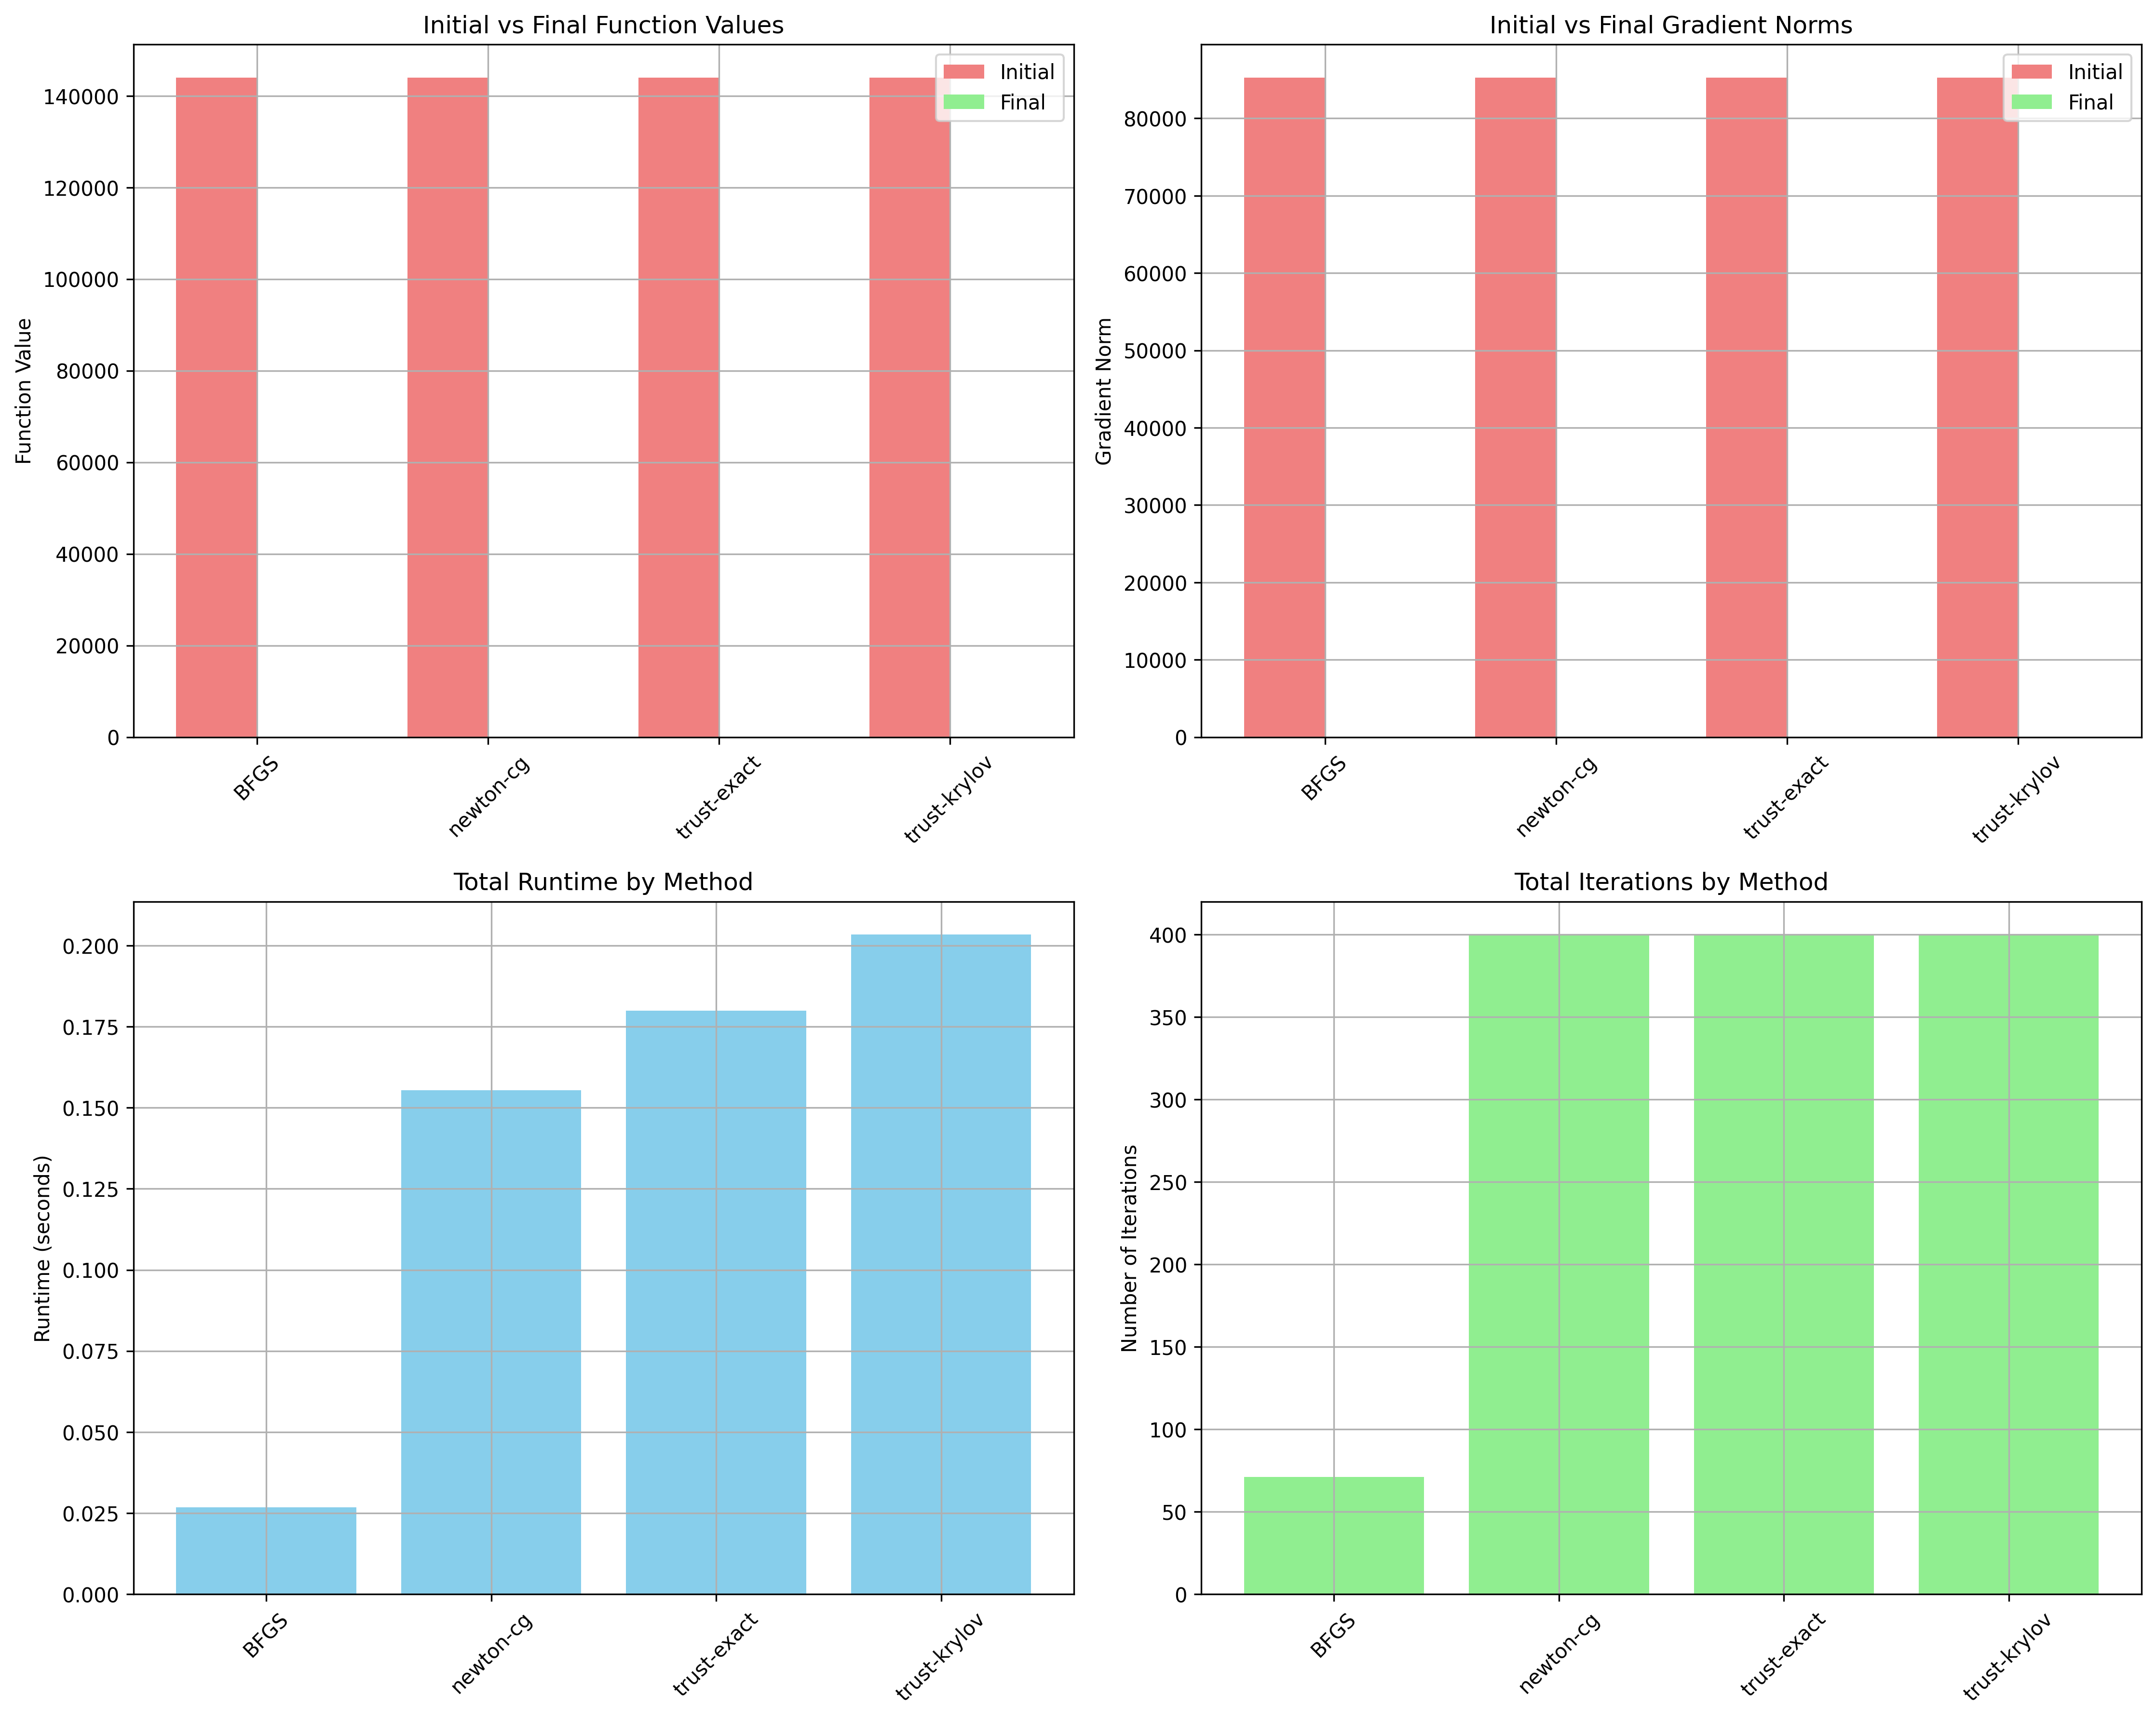 Initial vs Final Function Values
Initial
Final
140000
120000
100000
80000
60000
40000
20000
0
Function Value
BFGS
newton-cg
trust-exact
trust-krylov
Initial vs Final Gradient Norms
Initial
Final
80000
70000
60000
50000
40000
30000
20000
10000
0
Gradient Norm
BFGS
newton-cg
trust-exact
trust-krylov
Total Runtime by Method
0.200
0.175
0.150
0.125
0.100
0.075
0.050
0.025
0.000
Runtime (seconds)
BFGS
newton-cg
trust-exact
trust-krylov
Total Iterations by Method
400
350
300
250
200
150
100
50
0
Number of Iterations
BFGS
newton-cg
trust-exact
trust-krylov